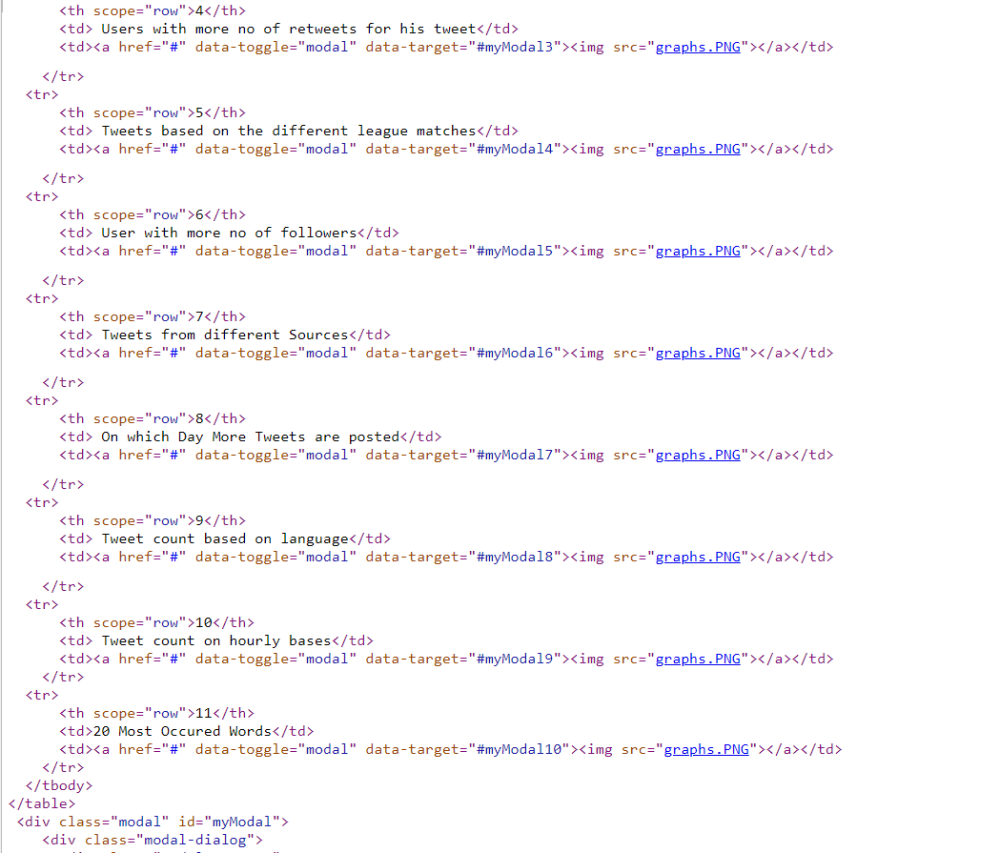 <th scope="row">4</th>
<td> Users with more no of retweets for his tweet</td>
<td><a href="#" data-toggle="modal" data-target="#myModal3"><img src="graphs.PNG"></a></td>
</tr>
<tr>
<th scope="row">5</th>
<td> Tweets based on the different league matches</td>
<td><a href="#" data-toggle="modal" data-target="#myModal4"><img src="graphs.PNG"></a></td>
</tr>
<tr>
<th scope="row">6</th>
<td> User with more no of followers</td>
<td><a href="#" data-toggle="modal" data-target="#myModal5"><img src="graphs.PNG"></a></td>
</tr>
<tr>
<th scope="row">7</th>
<td> Tweets from different Sources</td>
<td><a href="#" data-toggle="modal" data-target="#myModal6"><img src="graphs.PNG"></a></td>
</tr>
<tr>
<th scope="row">8</th>
<td> On which Day More Tweets are posted</td>
<td><a href="#" data-toggle="modal" data-target="#myModal7"><img src="graphs.PNG"></a></td>
</tr>
<tr>
<th scope="row">9</th>
<td> Tweet count based on language</td>
<td><a href="#" data-toggle="modal" data-target="#myModal8"><img src="graphs.PNG"></a></td>
</tr>
<tr>
<th scope="row">10</th>
<td> Tweet count on hourly bases</td>
<td><a href="#" data-toggle="modal" data-target="#myModal9"><img src="graphs.PNG"></a></td>
</tr>
<tr>
<th scope="row">11</th>
<td>20 Most Occured Words</td>
<td><a href="#" data-toggle="modal" data-target="#myModal10"><img src="graphs.PNG"></a></td>
</tr>
</tbody>
</table>
<div class="modal" id="myModal">
<div class="modal-dialog">